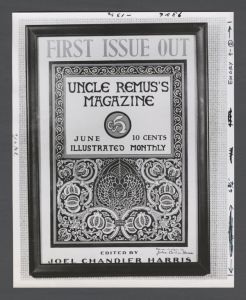 FIRST ISSUE OUT
UNCLE REMUS'S
MAGAZINE
JUNE 10 CENTS
ILLUSTRATED MONTHLY
EDITED BY
JOEL CHANDLER HARRIS